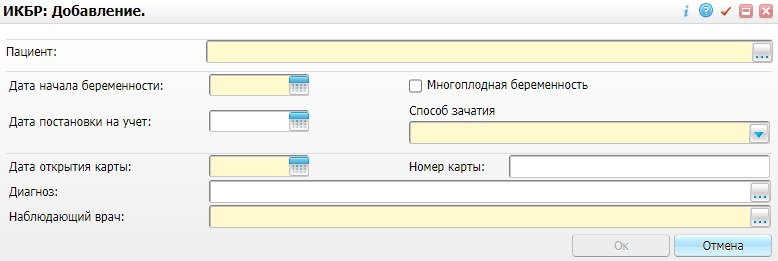 ИКБР: Добавление.
Пациент:
Дата начала беременности:
Многоплодная беременность
Способ зачатия
Дата постановки на учет:
Дата открытия карты:
Номер карты:
Диагноз:
Наблюдающий врач:
Ок
Отмена